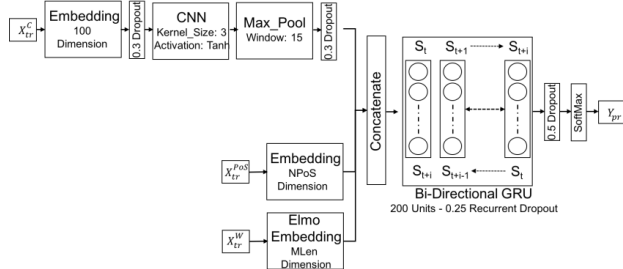 X_tr^C
Embedding
100
Dimension
0.3 Dropout
CNN
Kernel_Size: 3
Activation: Tanh
Max_Pool
Window: 15
0.3 Dropout
X_tr^PoS
Embedding
NPoS
Dimension
X_tr^W
Elmo
Embedding
MLen
Dimension
Concatenate
S_t S_t+1 S_t+i
S_t+i S_t+i-1 S_t
Bi-Directional GRU
200 Units - 0.25 Recurrent Dropout
0.5 Dropout
SoftMax
Y_pr